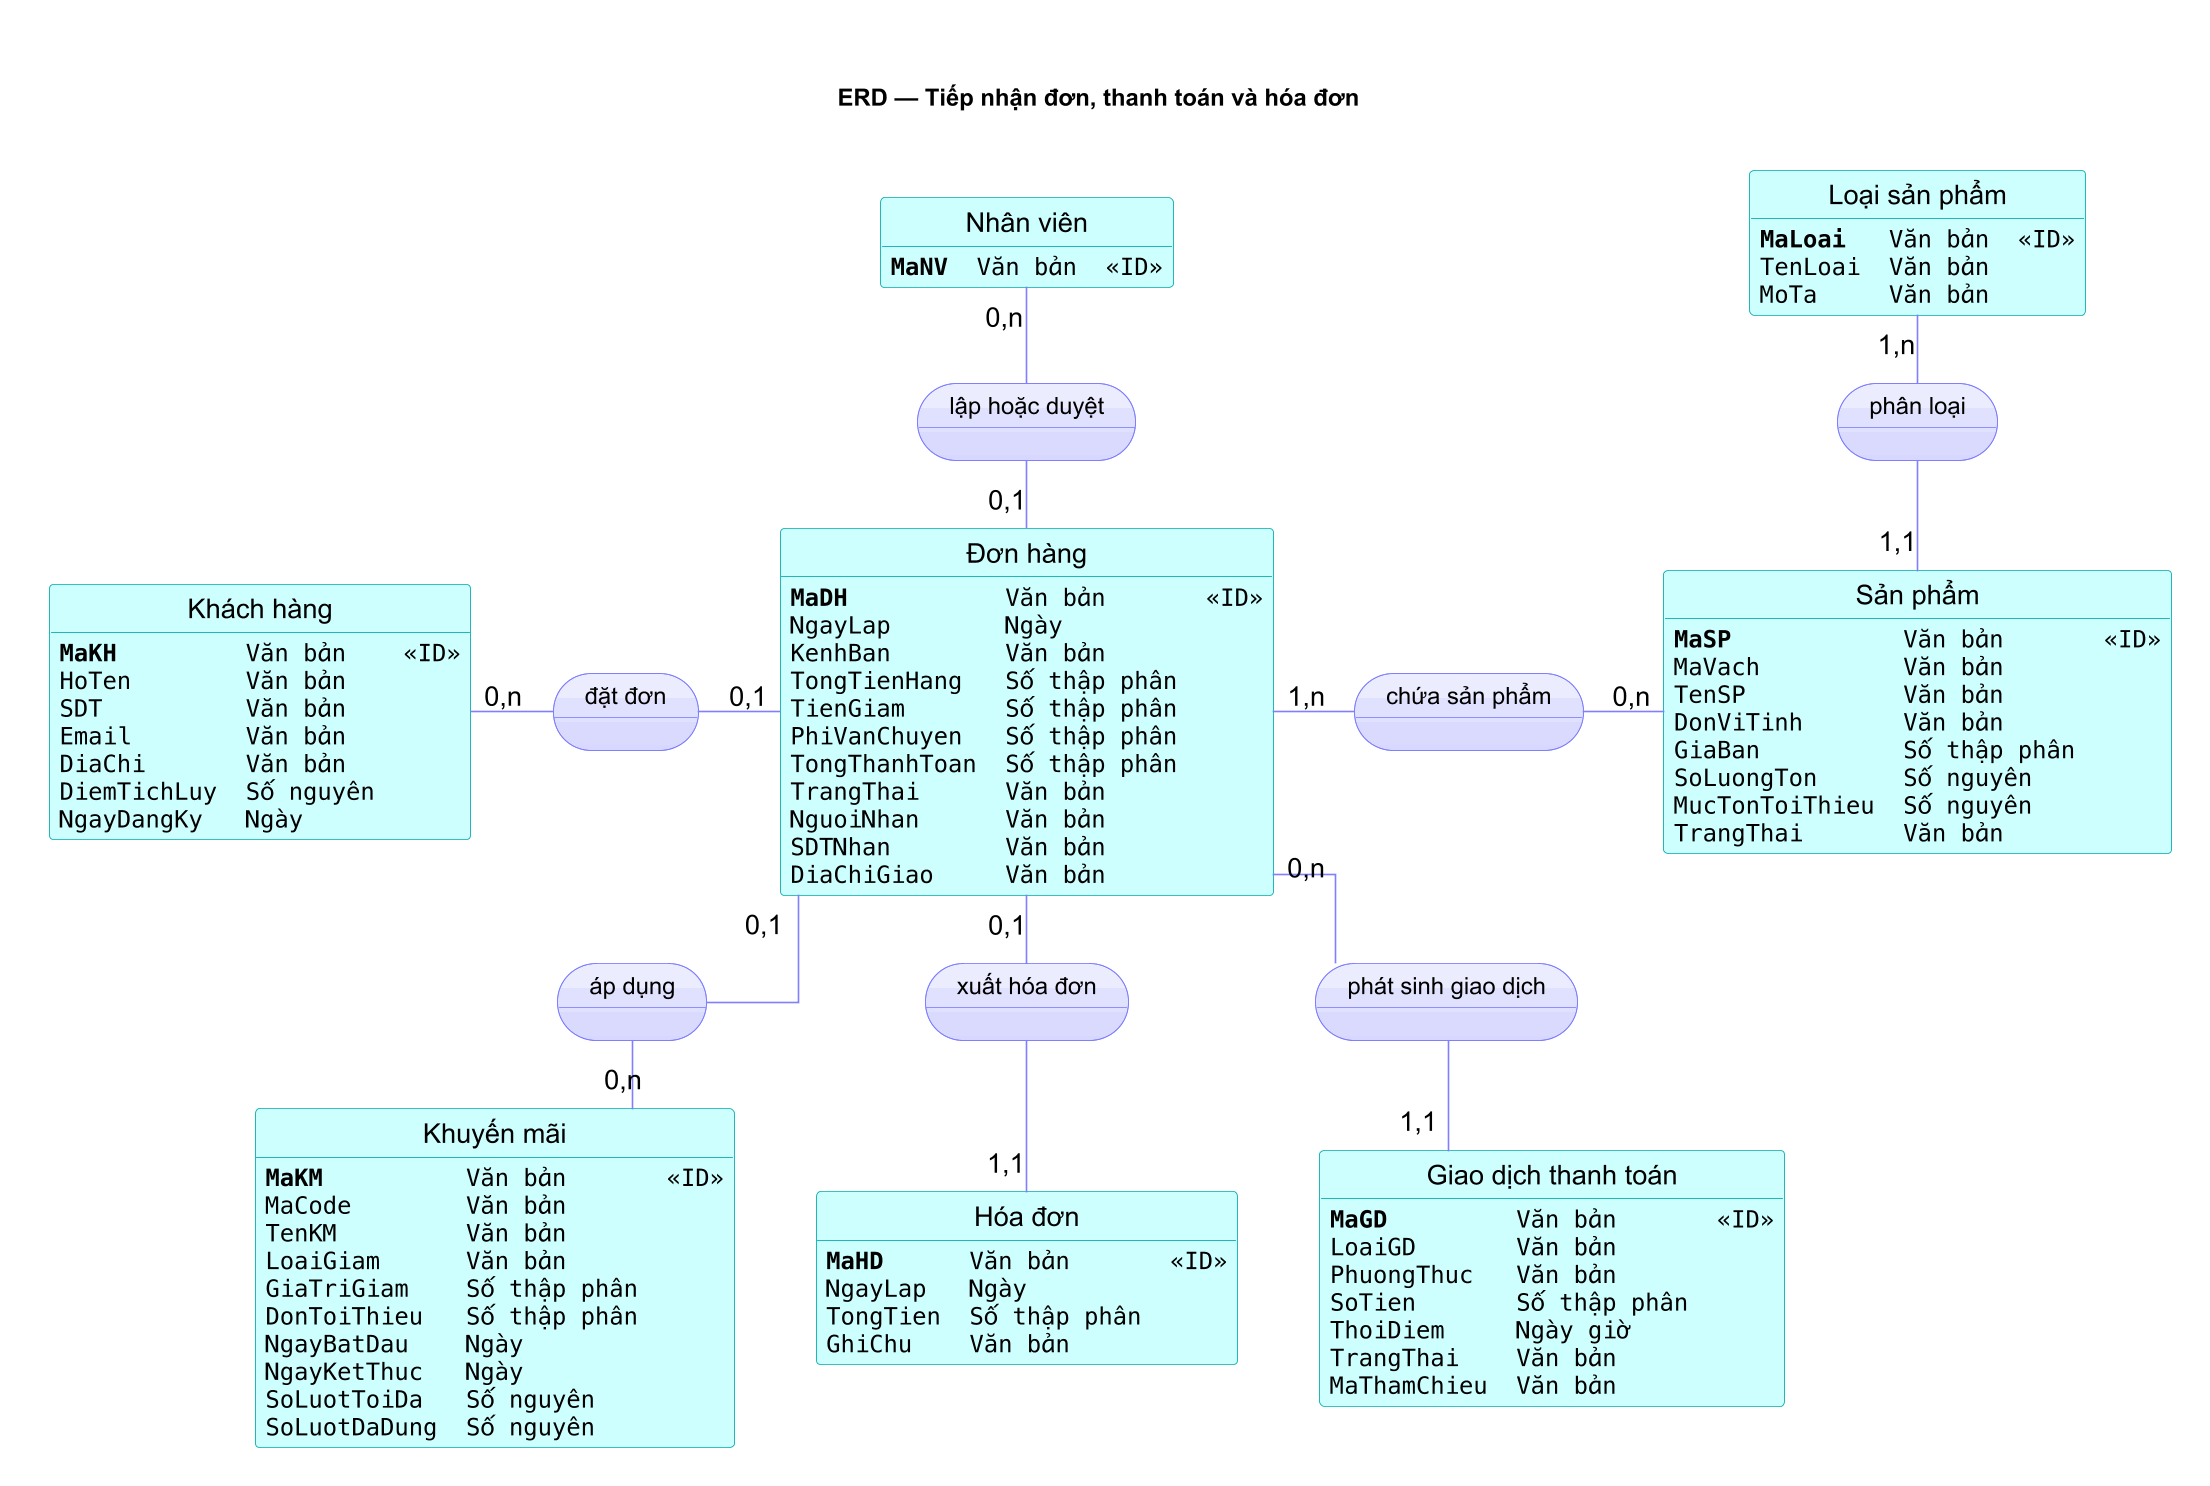 ERD — Tiếp nhận đơn, thanh toán và hóa đơn
Nhân viên
MaNV Văn bản «ID»
Loại sản phẩm
MaLoai Văn bản «ID»
TenLoai Văn bản
MoTa Văn bản
0,n
1,n
lập hoặc duyệt
phân loại
0,1
1,1
Khách hàng
MaKH Văn bản «ID»
HoTen Văn bản
SDT Văn bản
Email Văn bản
DiaChi Văn bản
DiemTichLuy Số nguyên
NgayDangKy Ngày
0,n
đặt đơn
0,1
Đơn hàng
MaDH Văn bản «ID»
NgayLap Ngày
KenhBan Văn bản
TongTienHang Số thập phân
TienGiam Số thập phân
PhiVanChuyen Số thập phân
TongThanhToan Số thập phân
TrangThai Văn bản
NguoiNhan Văn bản
SDTNhan Văn bản
DiaChiGiao Văn bản
1,n
chứa sản phẩm
0,n
Sản phẩm
MaSP Văn bản «ID»
MaVach Văn bản
TenSP Văn bản
DonViTinh Văn bản
GiaBan Số thập phân
SoLuongTon Số nguyên
MucTonToiThieu Số nguyên
TrangThai Văn bản
0,1
0,1
0,n
áp dụng
xuất hóa đơn
phát sinh giao dịch
0,n
1,1
1,1
Khuyến mãi
MaKM Văn bản «ID»
MaCode Văn bản
TenKM Văn bản
LoaiGiam Văn bản
GiaTriGiam Số thập phân
DonToiThieu Số thập phân
NgayBatDau Ngày
NgayKetThuc Ngày
SoLuotToiDa Số nguyên
SoLuotDaDung Số nguyên
Hóa đơn
MaHD Văn bản «ID»
NgayLap Ngày
TongTien Số thập phân
GhiChu Văn bản
Giao dịch thanh toán
MaGD Văn bản «ID»
LoaiGD Văn bản
PhuongThuc Văn bản
SoTien Số thập phân
ThoiDiem Ngày giờ
TrangThai Văn bản
MaThamChieu Văn bản